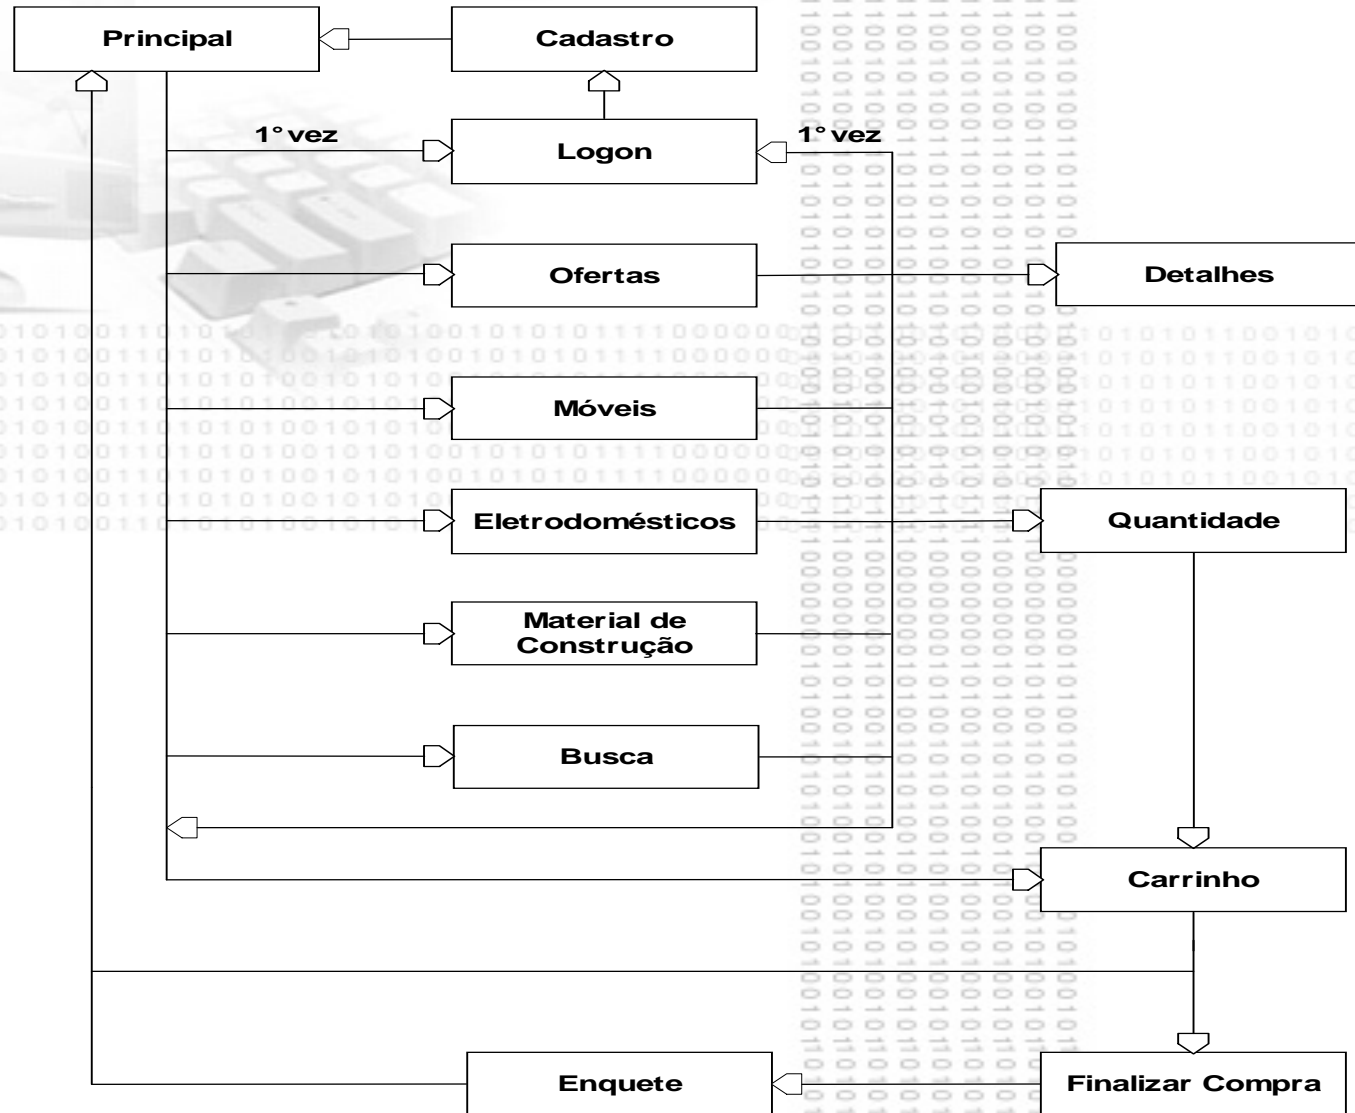 Principal
Cadastro
1° vez
Logon
1° vez
Ofertas
Detalhes
Móveis
Eletrodomésticos
Quantidade
Material de
Construção
Busca
Carrinho
Enquete
Finalizar Compra